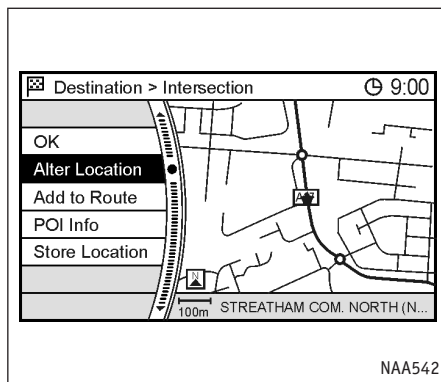 Destination > Intersection 9:00
OK
Alter Location
Add to Route
POI Info
Store Location
N
100m STREATHAM COM. NORTH (N...
NAA542